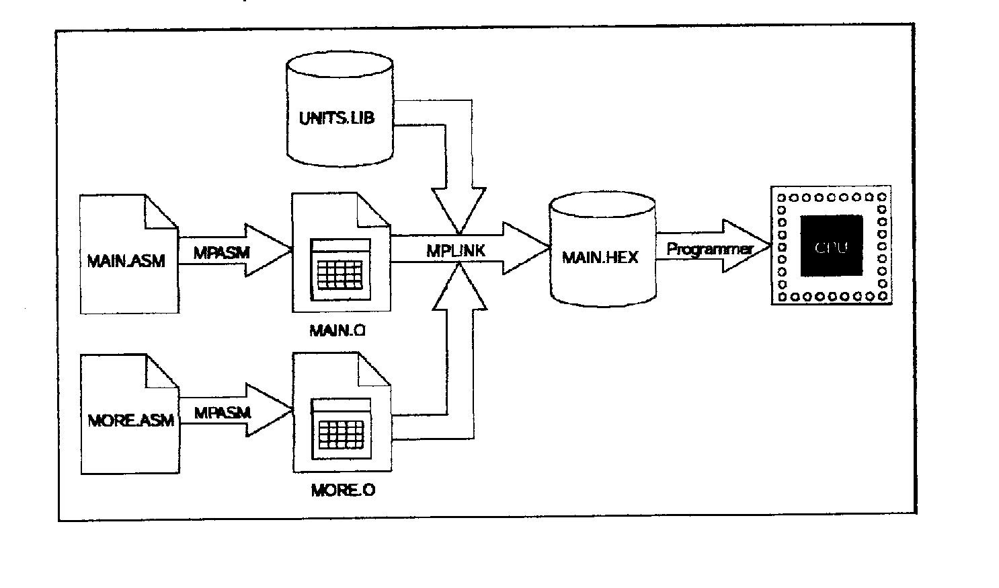 UNITS.LIB
MAIN.ASM
MPASM
MPLINK
MAIN.HEX
Programmer
CPU
MAIN.O
MORE.ASM
MPASM
MORE.O